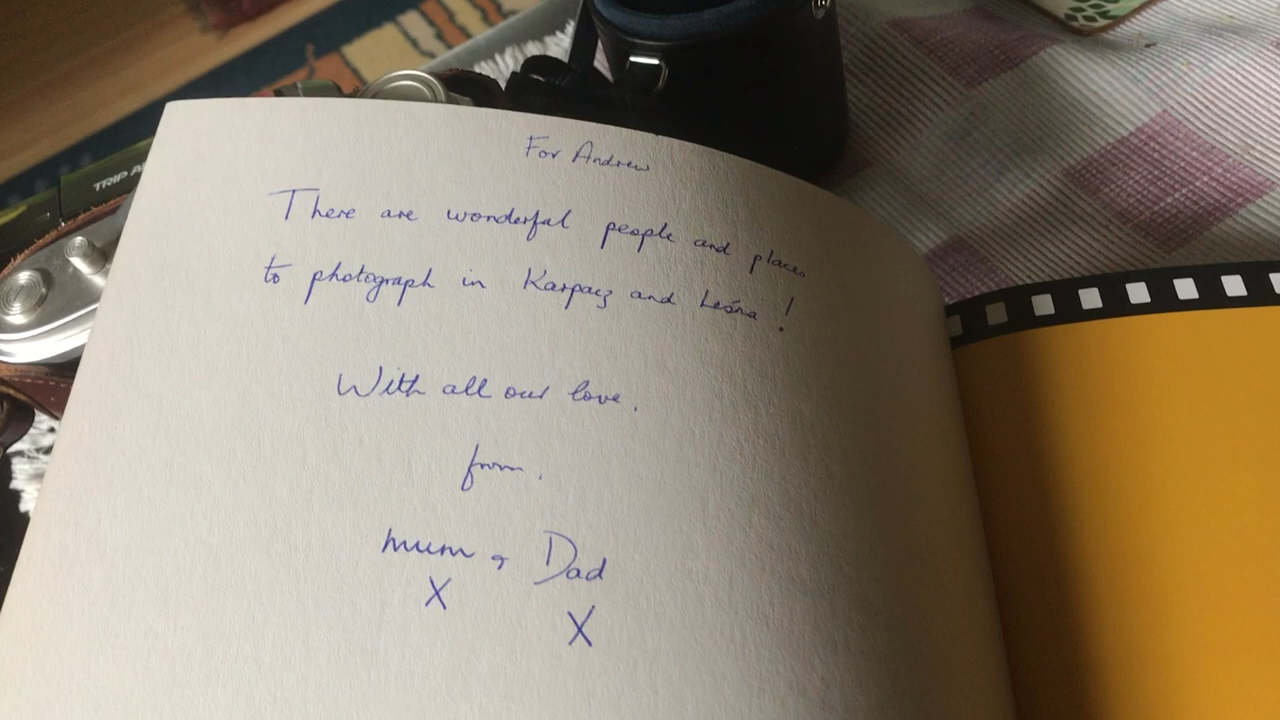 TRIP A
For Andrew
There are wonderful people and places
to photograph in Karpacz and Leśna !
With all our love.
from.
mum & Dad
X
X